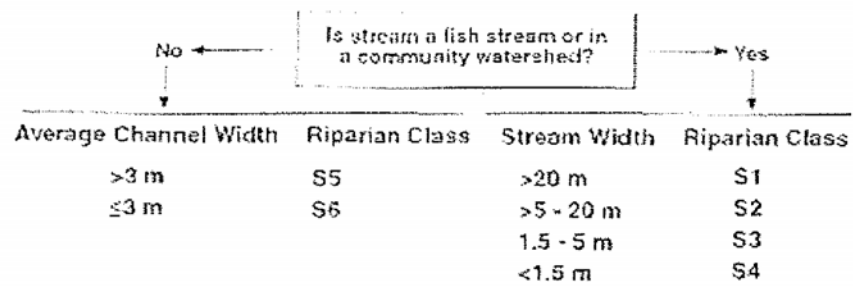 Is stream a fish stream or in
a community watershed?
No
Yes
Average Channel Width Riparian Class Stream Width Riparian Class
>3 m S5 >20 m S1
≤3 m S6 >5 - 20 m S2
1.5 - 5 m S3
<1.5 m S4